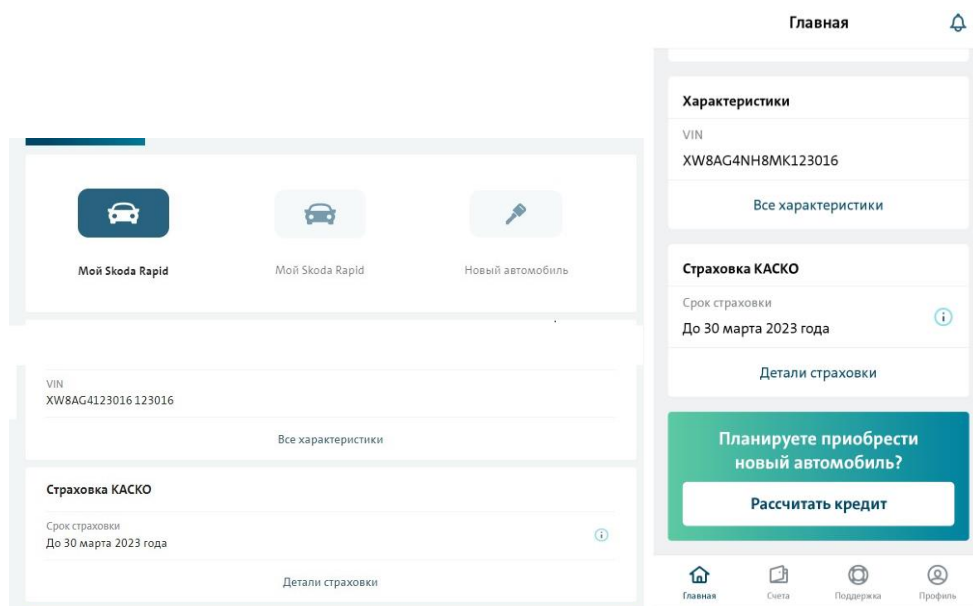 Мой Skoda Rapid
Мой Skoda Rapid
Новый автомобиль
VIN
XW8AG4123016 123016
Все характеристики
Страховка КАСКО
Срок страховки
До 30 марта 2023 года
Детали страховки
Главная
Характеристики
VIN
XW8AG4NH8MK123016
Все характеристики
Страховка КАСКО
Срок страховки
До 30 марта 2023 года
Детали страховки
Планируете приобрести
новый автомобиль?
Рассчитать кредит
Главная
Счета
Поддержка
Профиль